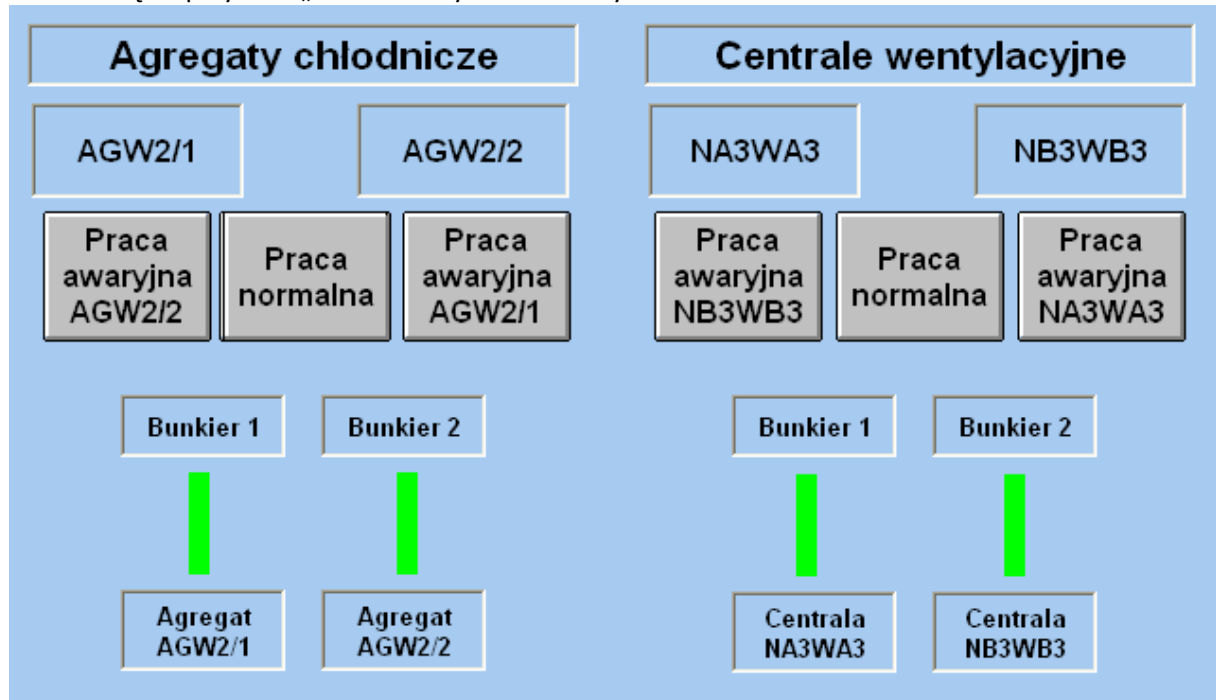 Agregaty chłodnicze
Centrale wentylacyjne
AGW2/1
AGW2/2
NA3WA3
NB3WB3
Praca
awaryjna
AGW2/2
Praca
normalna
Praca
awaryjna
AGW2/1
Praca
awaryjna
NB3WB3
Praca
normalna
Praca
awaryjna
NA3WA3
Bunkier 1
Bunkier 2
Bunkier 1
Bunkier 2
Agregat
AGW2/1
Agregat
AGW2/2
Centrala
NA3WA3
Centrala
NB3WB3